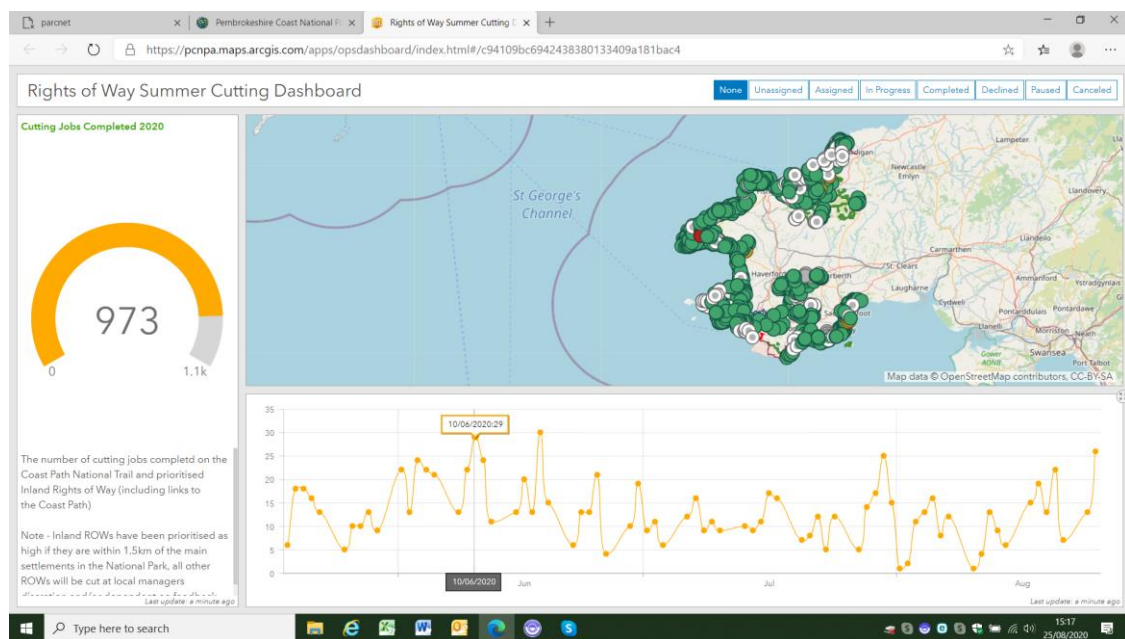 parcnet
Pembrokeshire Coast National P
Rights of Way Summer Cutting D
https://pcnpa.maps.arcgis.com/apps/opsdashboard/index.html#/c94109bc6942438380133409a181bac4
Rights of Way Summer Cutting Dashboard
None Unassigned Assigned In Progress Completed Declined Paused Canceled
Cutting Jobs Completed 2020
973
0 1.1k
The number of cutting jobs completd on the
Coast Path National Trail and prioritised
Inland Rights of Way (including links to
the Coast Path)
Note - Inland ROWs have been prioritised as
high if they are within 1.5km of the main
settlements in the National Park, all other
ROWs will be cut at local managers
Last update: a minute ago
St George's
Channel
Lampeter
Newcastle
Emlyn
Llandovery
Llandeilo
Carmarthen
St Clears
Laugharne
Ammanford
Ystradgynlais
Kydweli
Pontarddulais
Pontardawe
Llanelli
Morriston
Neath
Gower
AONB
Swansea
Port Talbot
Map data © OpenStreetMap contributors, CC-BY-SA
35
30
25
20
15
10
5
0
10/06/2020:29
10/06/2020
Jun
Jul
Aug
Last update: a minute ago
Type here to search
15:17
25/08/2020